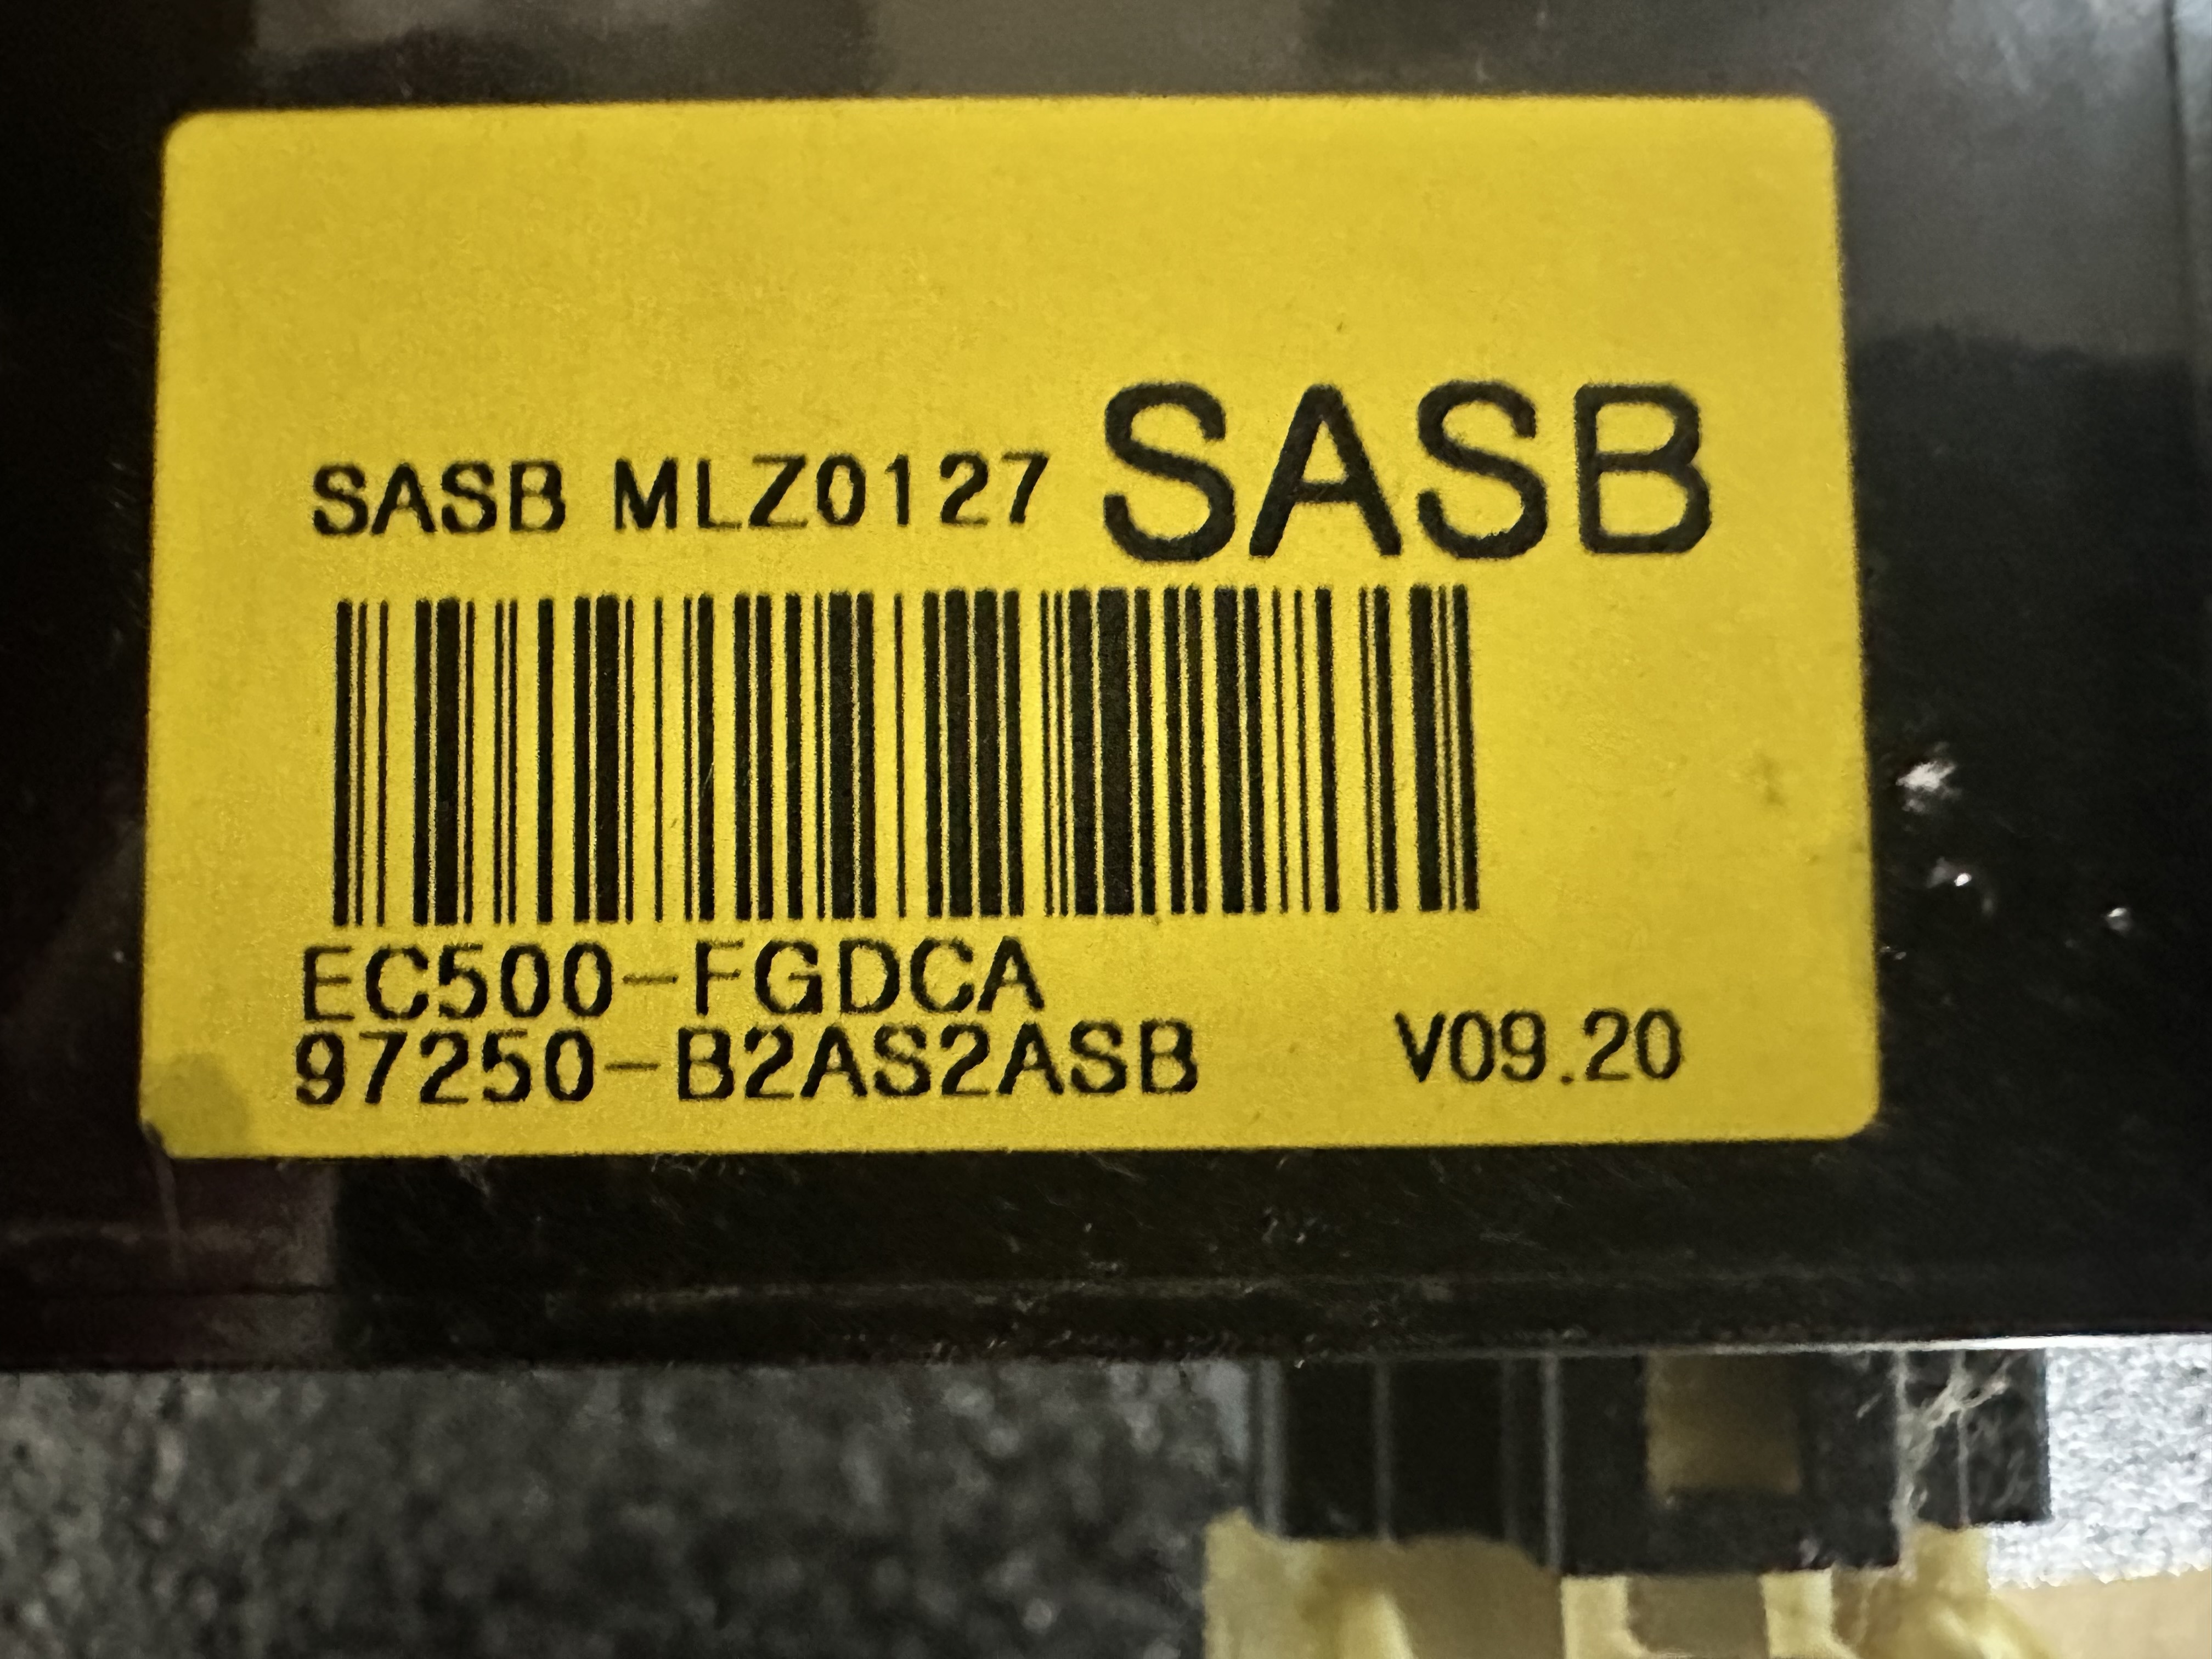 SASB MLZ0127 SASB
EC500-FGDCA
97250-B2AS2ASB V09.20